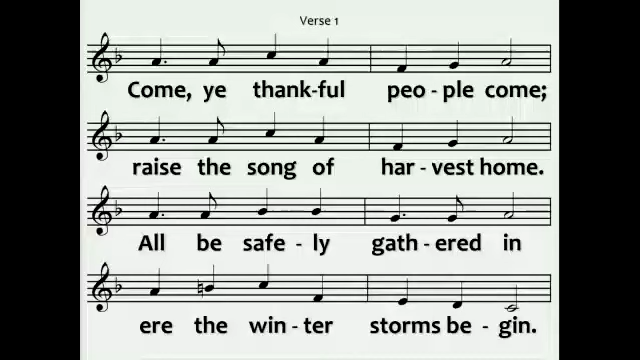 Verse 1
Come, ye thank-ful peo - ple come;
raise the song of har - vest home.
All be safe - ly gath - ered in
ere the win - ter storms be - gin.